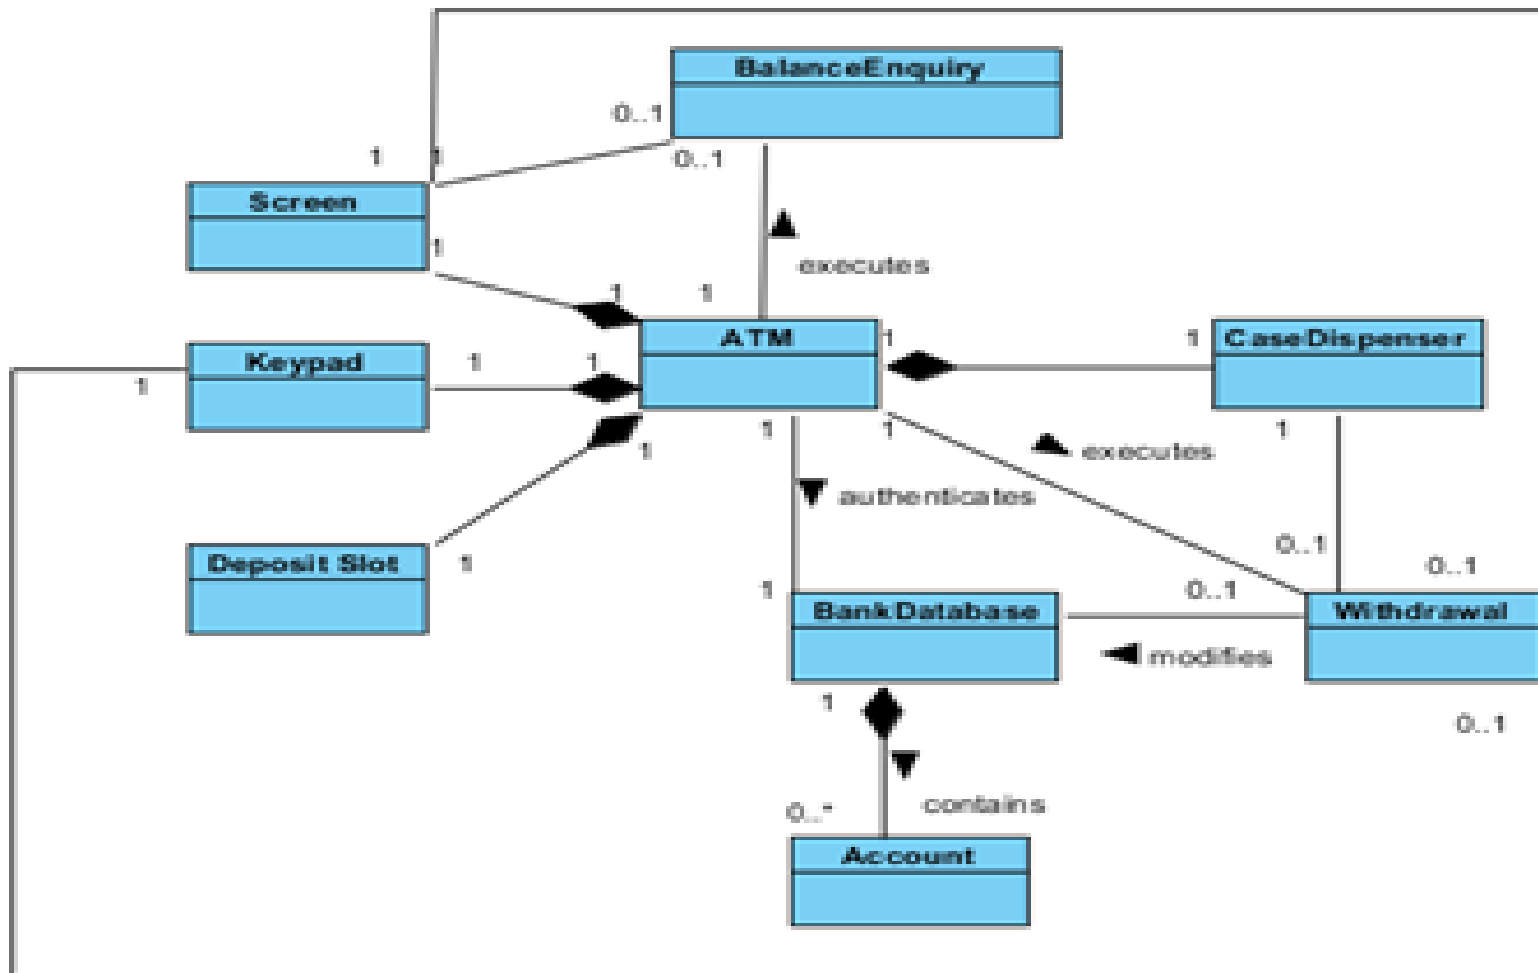 BalanceEnquiry
0..1
1
1
0..1
Screen
1
executes
1
1
ATM
1
1
CaseDispenser
Keypad
1
1
1
1
1
1
1
1
executes
authenticates
0..1
Deposit Slot
1
0..1
1
0..1
BankDatabase
Withdrawal
modifies
1
0..1
contains
0..*
Account